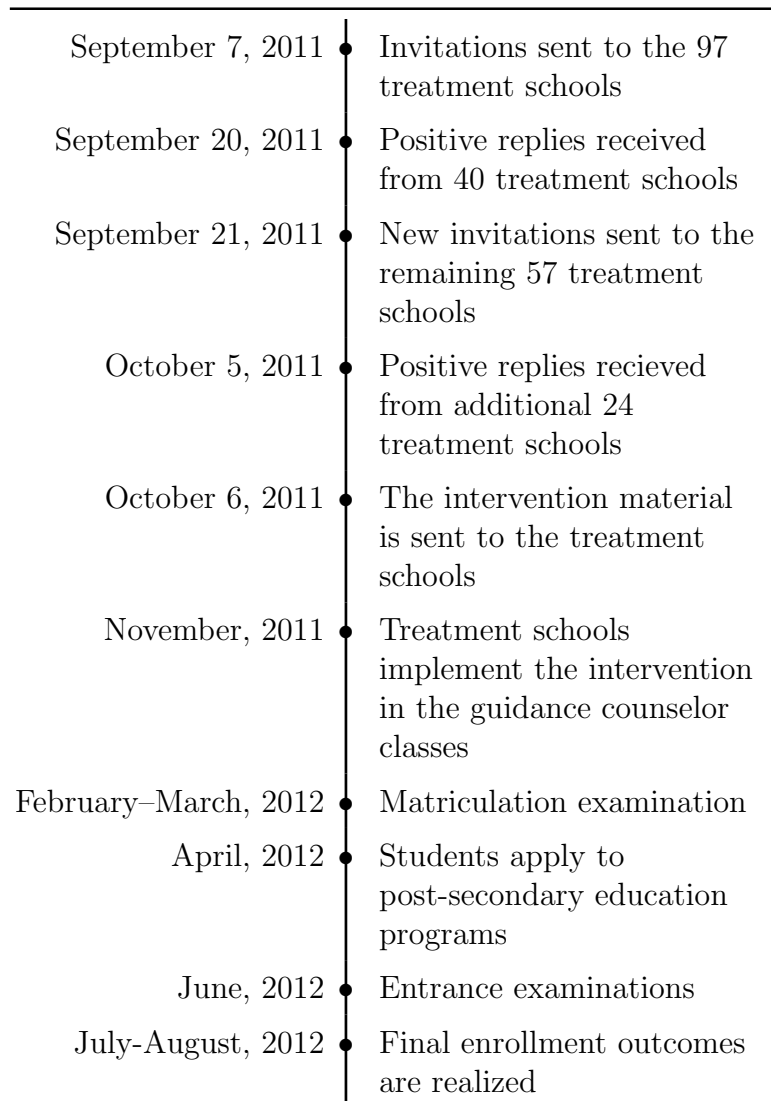 September 7, 2011 Invitations sent to the 97
treatment schools
September 20, 2011 Positive replies received
from 40 treatment schools
September 21, 2011 New invitations sent to the
remaining 57 treatment
schools
October 5, 2011 Positive replies recieved
from additional 24
treatment schools
October 6, 2011 The intervention material
is sent to the treatment
schools
November, 2011 Treatment schools
implement the intervention
in the guidance counselor
classes
February–March, 2012 Matriculation examination
April, 2012 Students apply to
post-secondary education
programs
June, 2012 Entrance examinations
July-August, 2012 Final enrollment outcomes
are realized